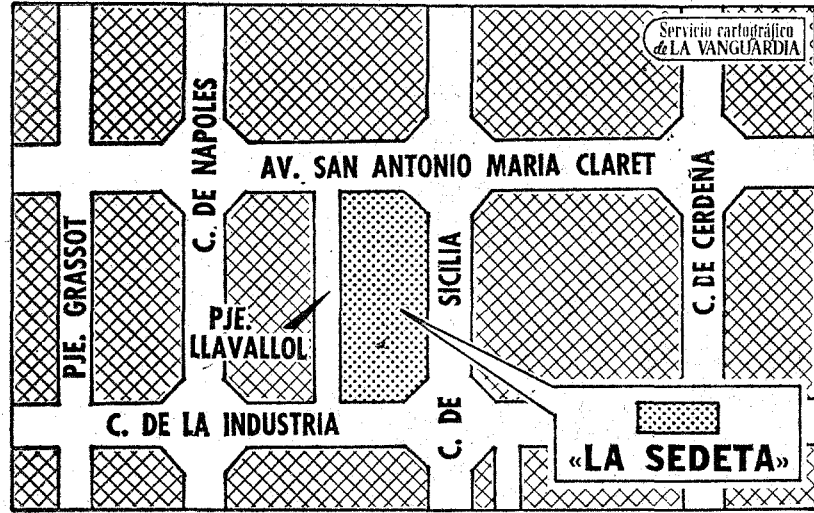 Servicio cartográfico
de LA VANGUARDIA
C. DE NAPOLES
AV. SAN ANTONIO MARIA CLARET
C. DE CERDEÑA
PJE. GRASSOT
C. DE SICILIA
PJE.
LLAVALLOL
C. DE LA INDUSTRIA
«LA SEDETA»